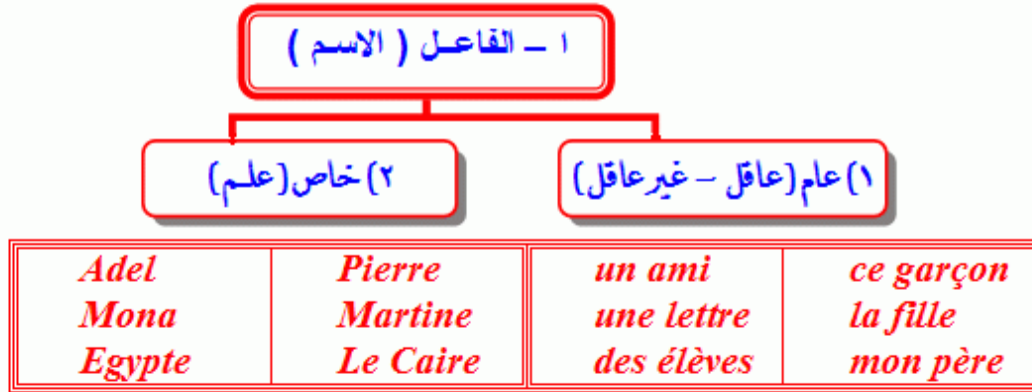 ١ – الفاعـل ( الاسـم )
١) عام (عاقل – غير عاقل)
٢) خاص (علـم)
Adel Pierre un ami ce garçon
Mona Martine une lettre la fille
Egypte Le Caire des élèves mon père